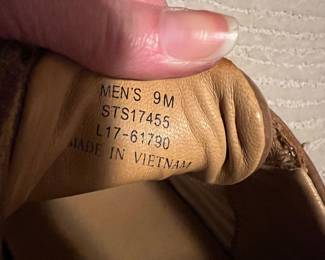 MEN'S 9M
STS17455
L17-61790
MADE IN VIETNAM